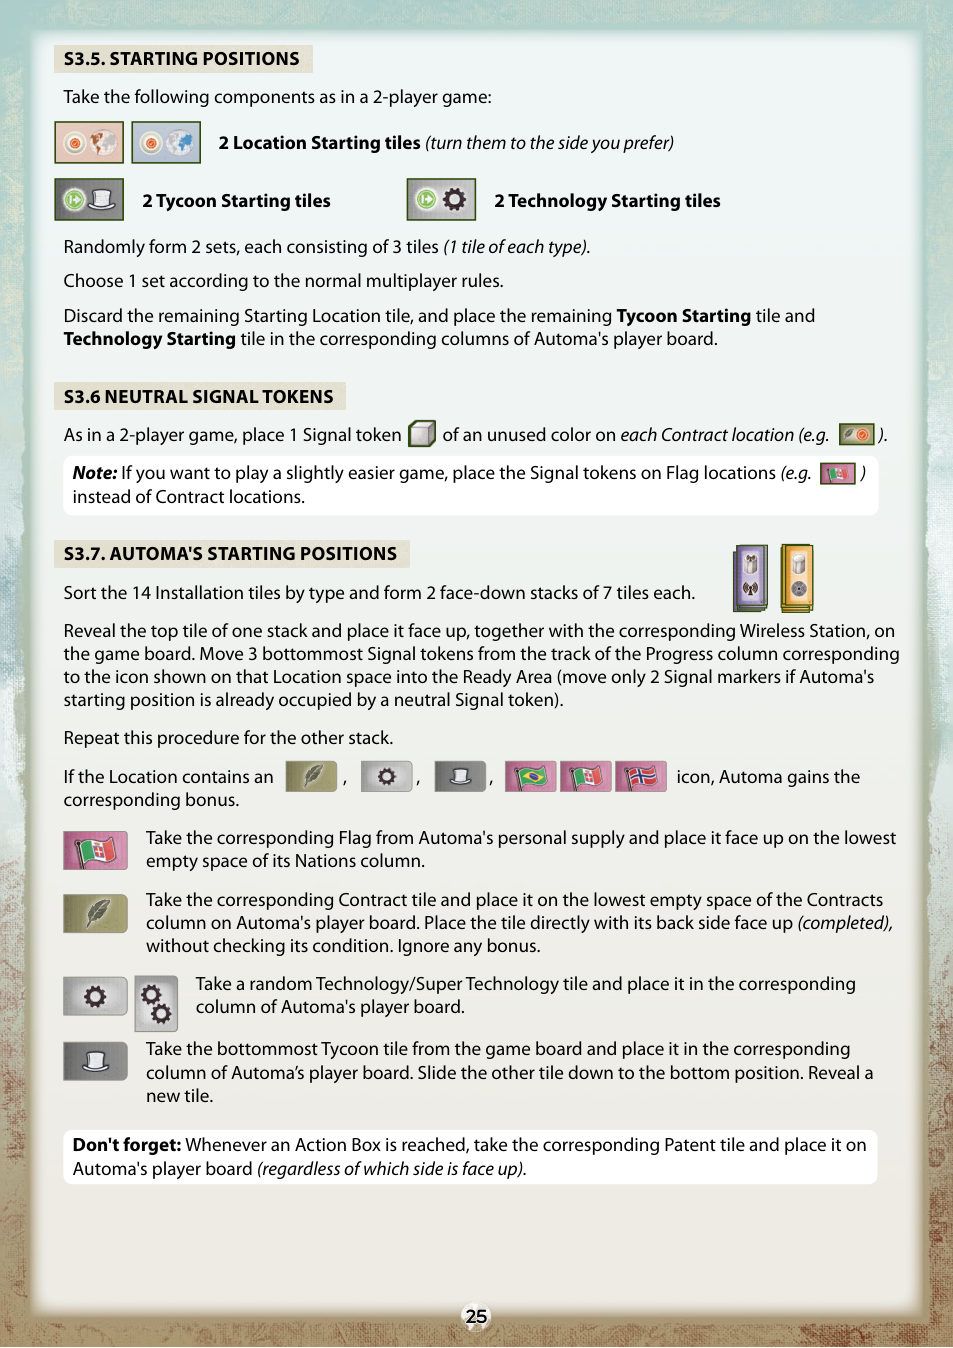 S3.5. STARTING POSITIONS
Take the following components as in a 2-player game:
2 Location Starting tiles (turn them to the side you prefer)
2 Tycoon Starting tiles
2 Technology Starting tiles
Randomly form 2 sets, each consisting of 3 tiles (1 tile of each type).
Choose 1 set according to the normal multiplayer rules.
Discard the remaining Starting Location tile, and place the remaining Tycoon Starting tile and
Technology Starting tile in the corresponding columns of Automa's player board.
S3.6 NEUTRAL SIGNAL TOKENS
As in a 2-player game, place 1 Signal token of an unused color on each Contract location (e.g. ).
Note: If you want to play a slightly easier game, place the Signal tokens on Flag locations (e.g. )
instead of Contract locations.
S3.7. AUTOMA'S STARTING POSITIONS
Sort the 14 Installation tiles by type and form 2 face-down stacks of 7 tiles each.
Reveal the top tile of one stack and place it face up, together with the corresponding Wireless Station, on
the game board. Move 3 bottommost Signal tokens from the track of the Progress column corresponding
to the icon shown on that Location space into the Ready Area (move only 2 Signal markers if Automa's
starting position is already occupied by a neutral Signal token).
Repeat this procedure for the other stack.
If the Location contains an , , , icon, Automa gains the
corresponding bonus.
Take the corresponding Flag from Automa's personal supply and place it face up on the lowest
empty space of its Nations column.
Take the corresponding Contract tile and place it on the lowest empty space of the Contracts
column on Automa's player board. Place the tile directly with its back side face up (completed),
without checking its condition. Ignore any bonus.
Take a random Technology/Super Technology tile and place it in the corresponding
column of Automa's player board.
Take the bottommost Tycoon tile from the game board and place it in the corresponding
column of Automa’s player board. Slide the other tile down to the bottom position. Reveal a
new tile.
Don't forget: Whenever an Action Box is reached, take the corresponding Patent tile and place it on
Automa's player board (regardless of which side is face up).
25